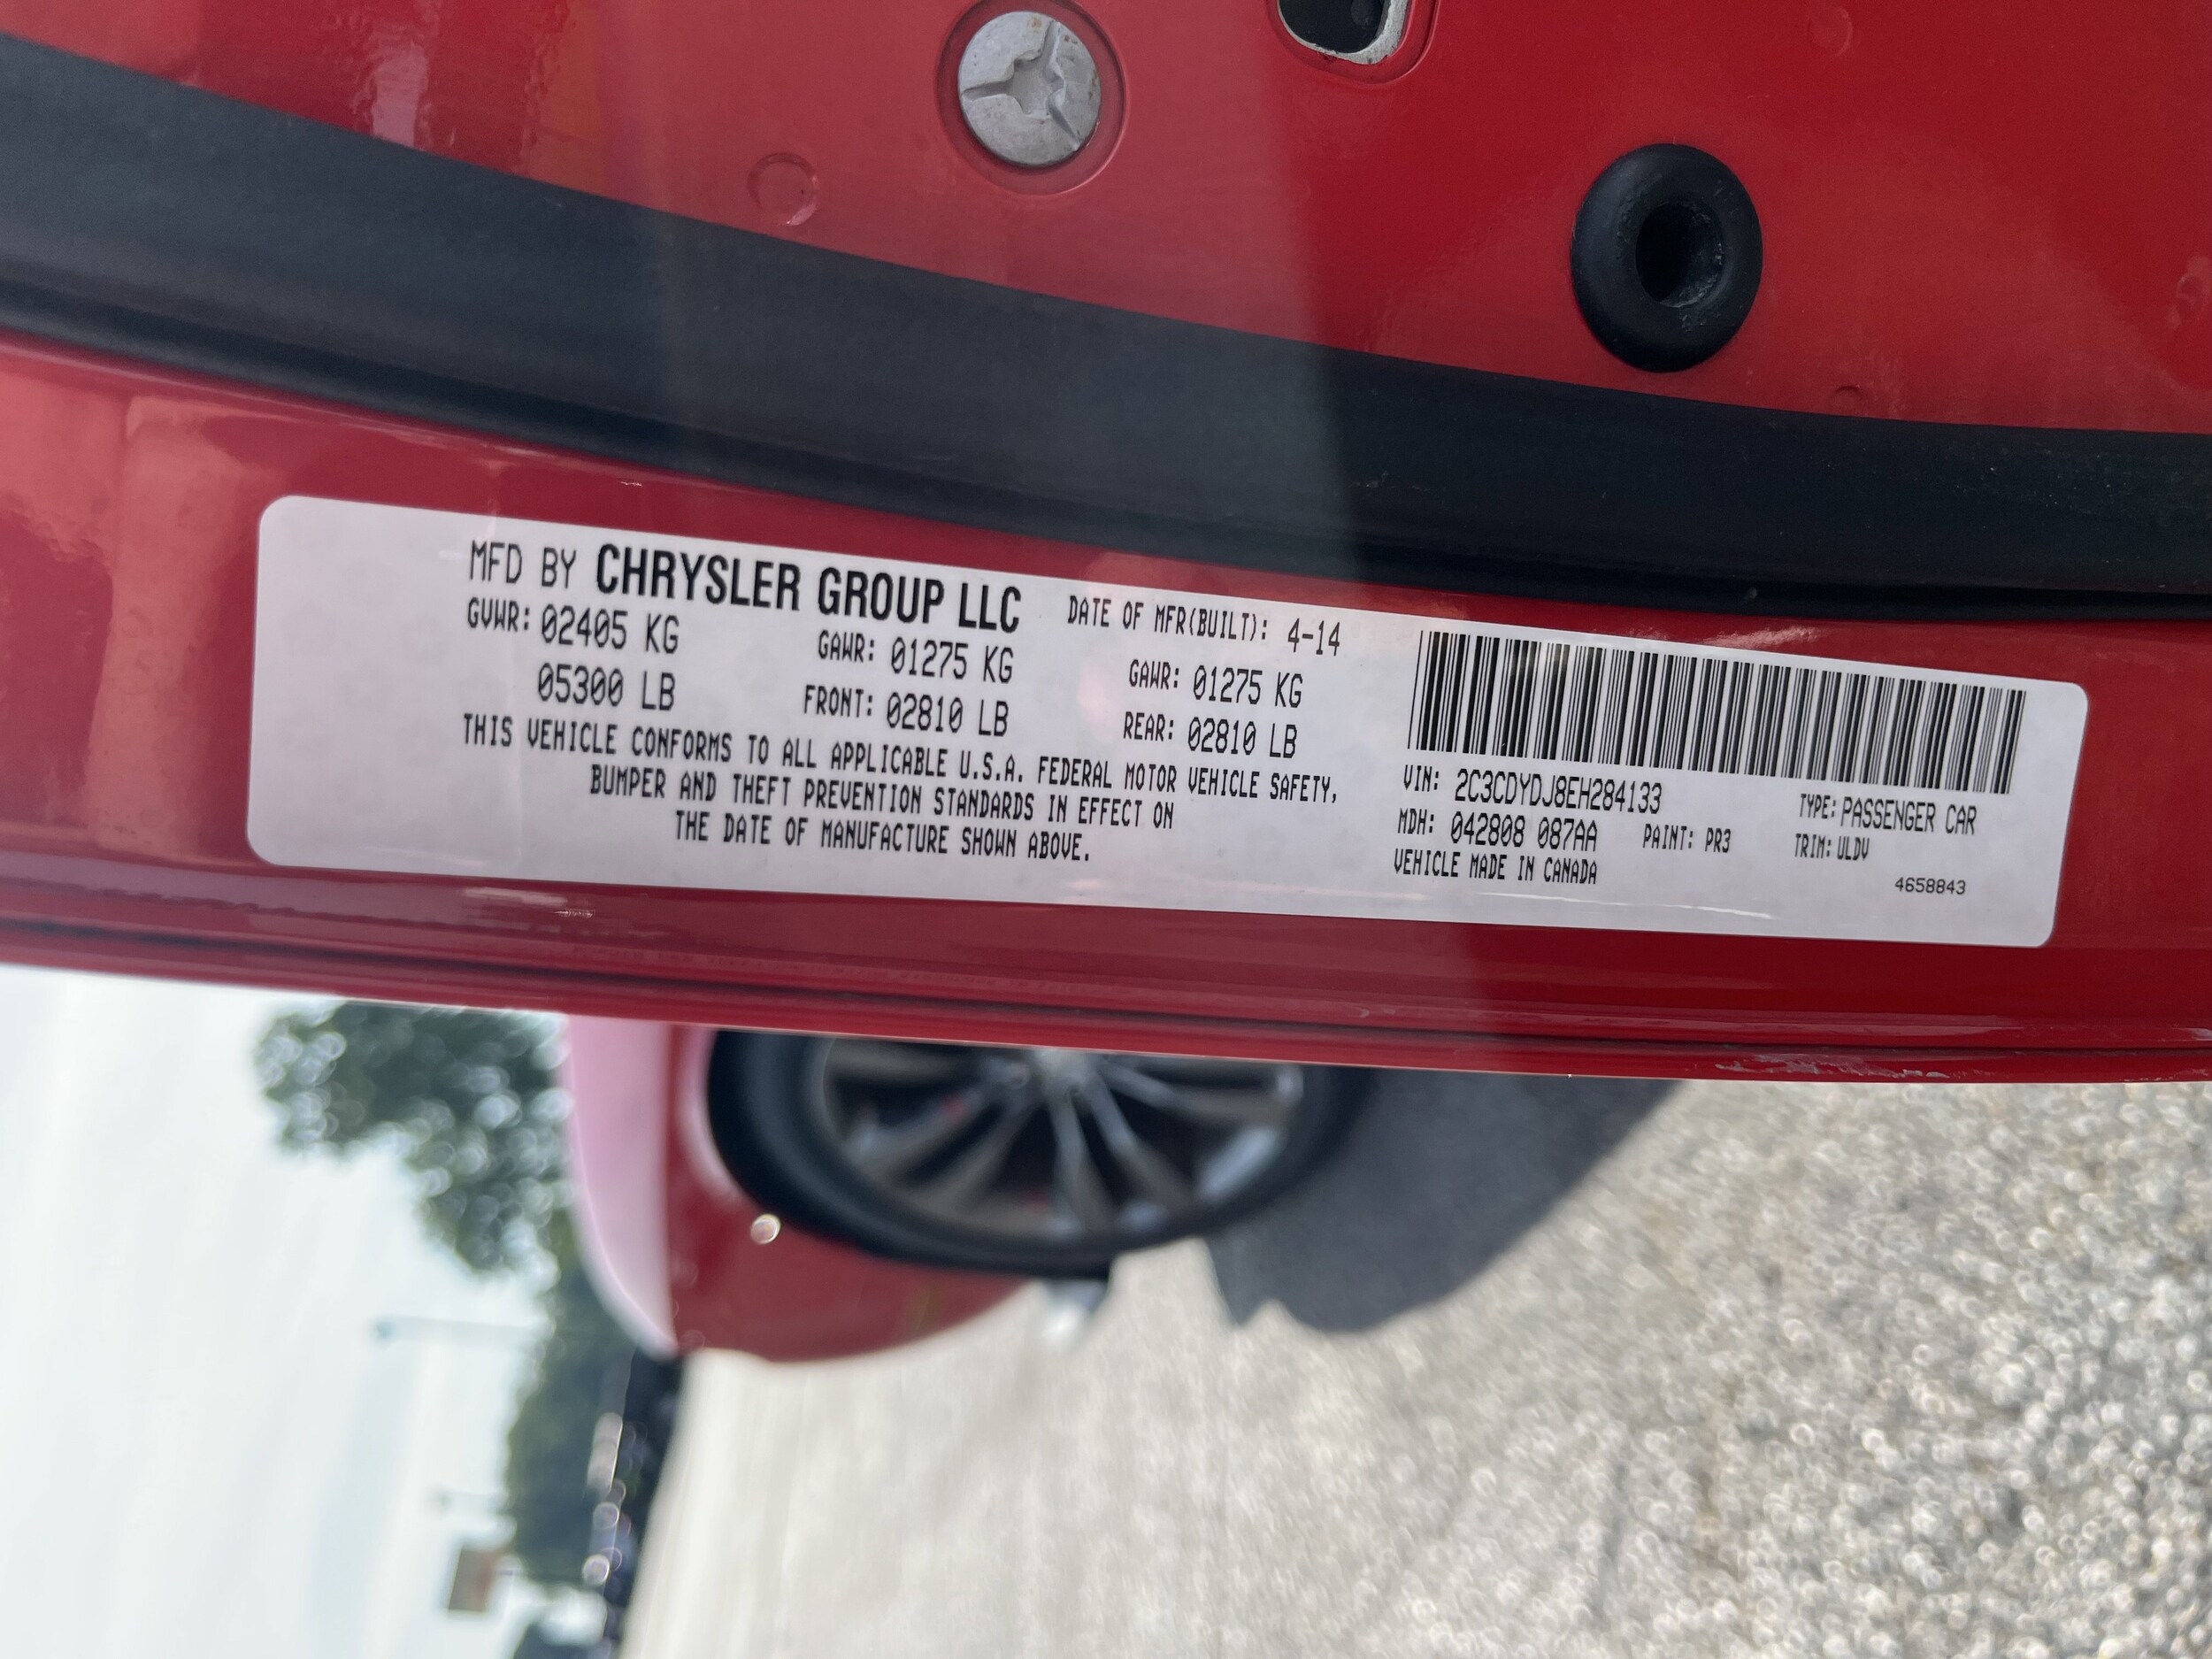 MFD BY CHRYSLER GROUP LLC DATE OF MFR(BUILT): 4-14
GVWR: 02405 KG GAWR: 01275 KG GAWR: 01275 KG
05300 LB FRONT: 02810 LB REAR: 02810 LB
THIS VEHICLE CONFORMS TO ALL APPLICABLE U.S.A. FEDERAL MOTOR VEHICLE SAFETY,
BUMPER AND THEFT PREVENTION STANDARDS IN EFFECT ON
THE DATE OF MANUFACTURE SHOWN ABOVE.
VIN: 2C3CDYDJ8EH284133 TYPE: PASSENGER CAR
MDH: 042808 087AA PAINT: PR3 TRIM: ULDV
VEHICLE MADE IN CANADA
4658843